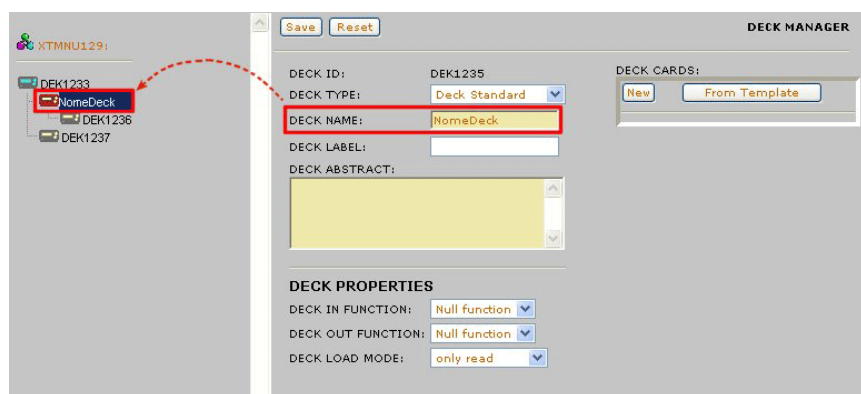 XTMNU129:
DEK1233
NomeDeck
DEK1236
DEK1237
Save Reset
DECK MANAGER
DECK ID: DEK1235
DECK TYPE: Deck Standard
DECK NAME: NomeDeck
DECK LABEL:
DECK ABSTRACT:
DECK CARDS:
New From Template
DECK PROPERTIES
DECK IN FUNCTION: Null function
DECK OUT FUNCTION: Null function
DECK LOAD MODE: only read